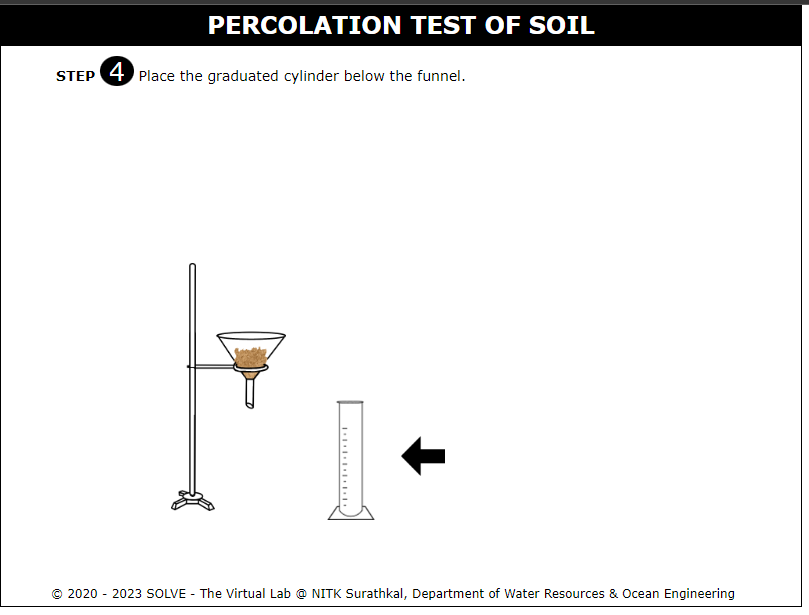 PERCOLATION TEST OF SOIL
STEP 4 Place the graduated cylinder below the funnel.
© 2020 - 2023 SOLVE - The Virtual Lab @ NITK Surathkal, Department of Water Resources & Ocean Engineering